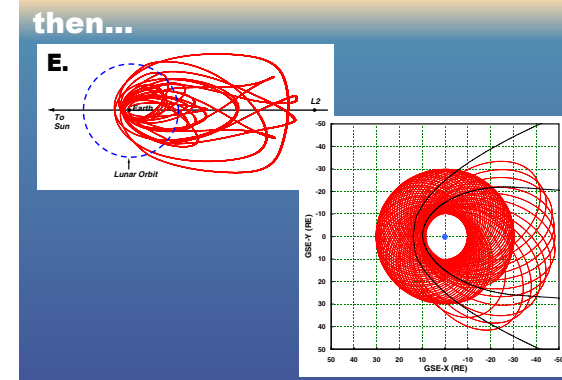 then...
E.
Earth
L2
To
Sun
Lunar Orbit
-50
-40
-30
-20
-10
0
10
20
30
40
50
GSE-Y (RE)
50 40 30 20 10 0 -10 -20 -30 -40 -50
GSE-X (RE)